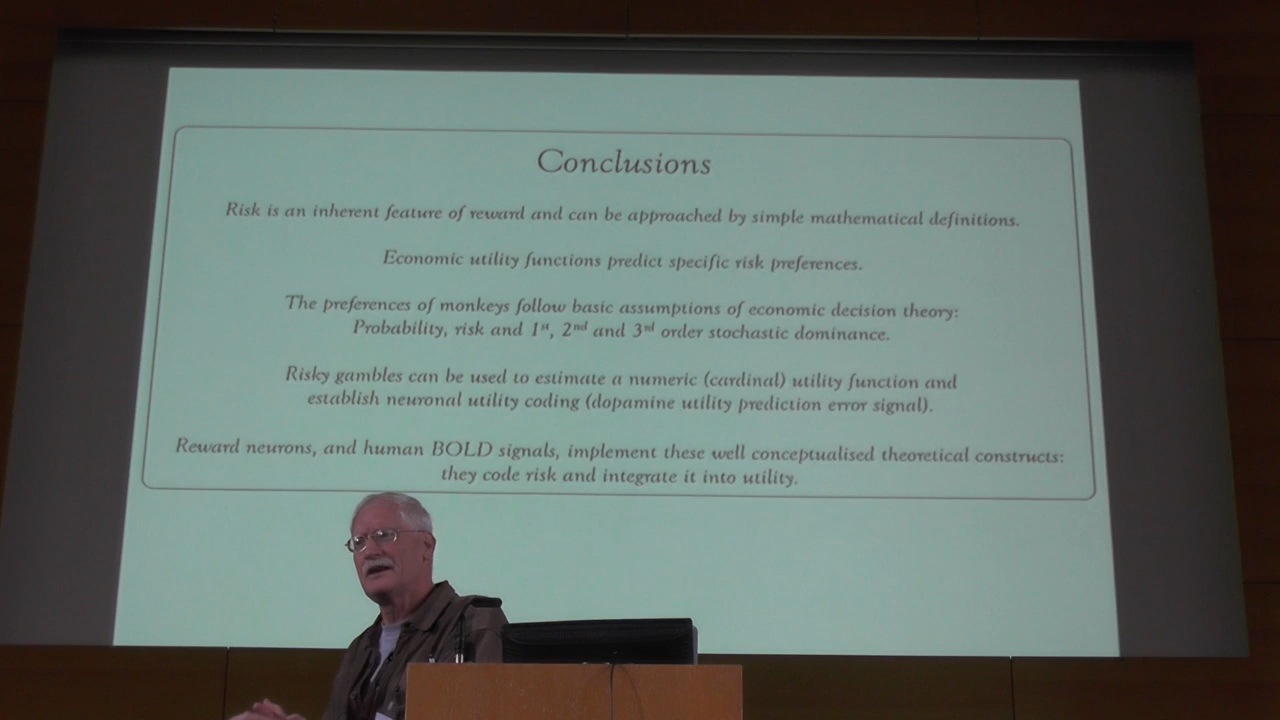 Conclusions
Risk is an inherent feature of reward and can be approached by simple mathematical definitions.
Economic utility functions predict specific risk preferences.
The preferences of monkeys follow basic assumptions of economic decision theory:
Probability, risk and 1st, 2nd and 3rd order stochastic dominance.
Risky gambles can be used to estimate a numeric (cardinal) utility function and
establish neuronal utility coding (dopamine utility prediction error signal).
Reward neurons, and human BOLD signals, implement these well conceptualised theoretical constructs:
they code risk and integrate it into utility.